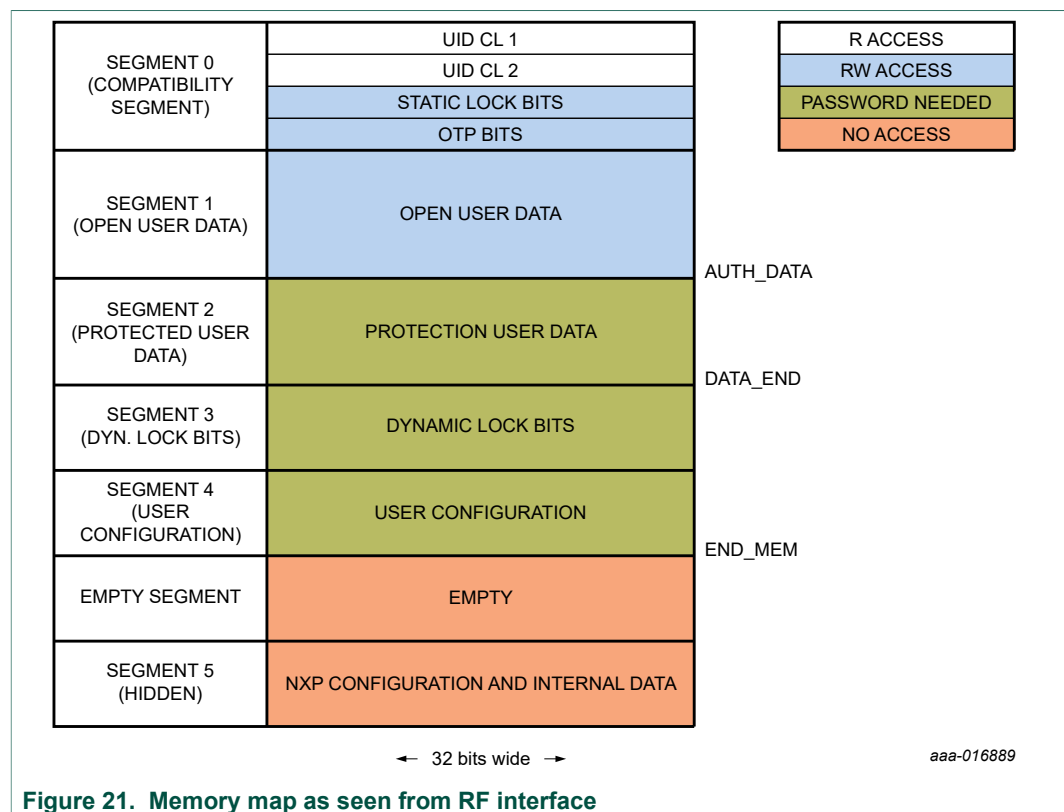 SEGMENT 0
(COMPATIBILITY
SEGMENT)
UID CL 1
UID CL 2
STATIC LOCK BITS
OTP BITS
R ACCESS
RW ACCESS
PASSWORD NEEDED
NO ACCESS
SEGMENT 1
(OPEN USER DATA)
OPEN USER DATA
AUTH_DATA
SEGMENT 2
(PROTECTED USER
DATA)
PROTECTION USER DATA
DATA_END
SEGMENT 3
(DYN. LOCK BITS)
DYNAMIC LOCK BITS
SEGMENT 4
(USER
CONFIGURATION)
USER CONFIGURATION
END_MEM
EMPTY SEGMENT
EMPTY
SEGMENT 5
(HIDDEN)
NXP CONFIGURATION AND INTERNAL DATA
← 32 bits wide →
aaa-016889
Figure 21. Memory map as seen from RF interface